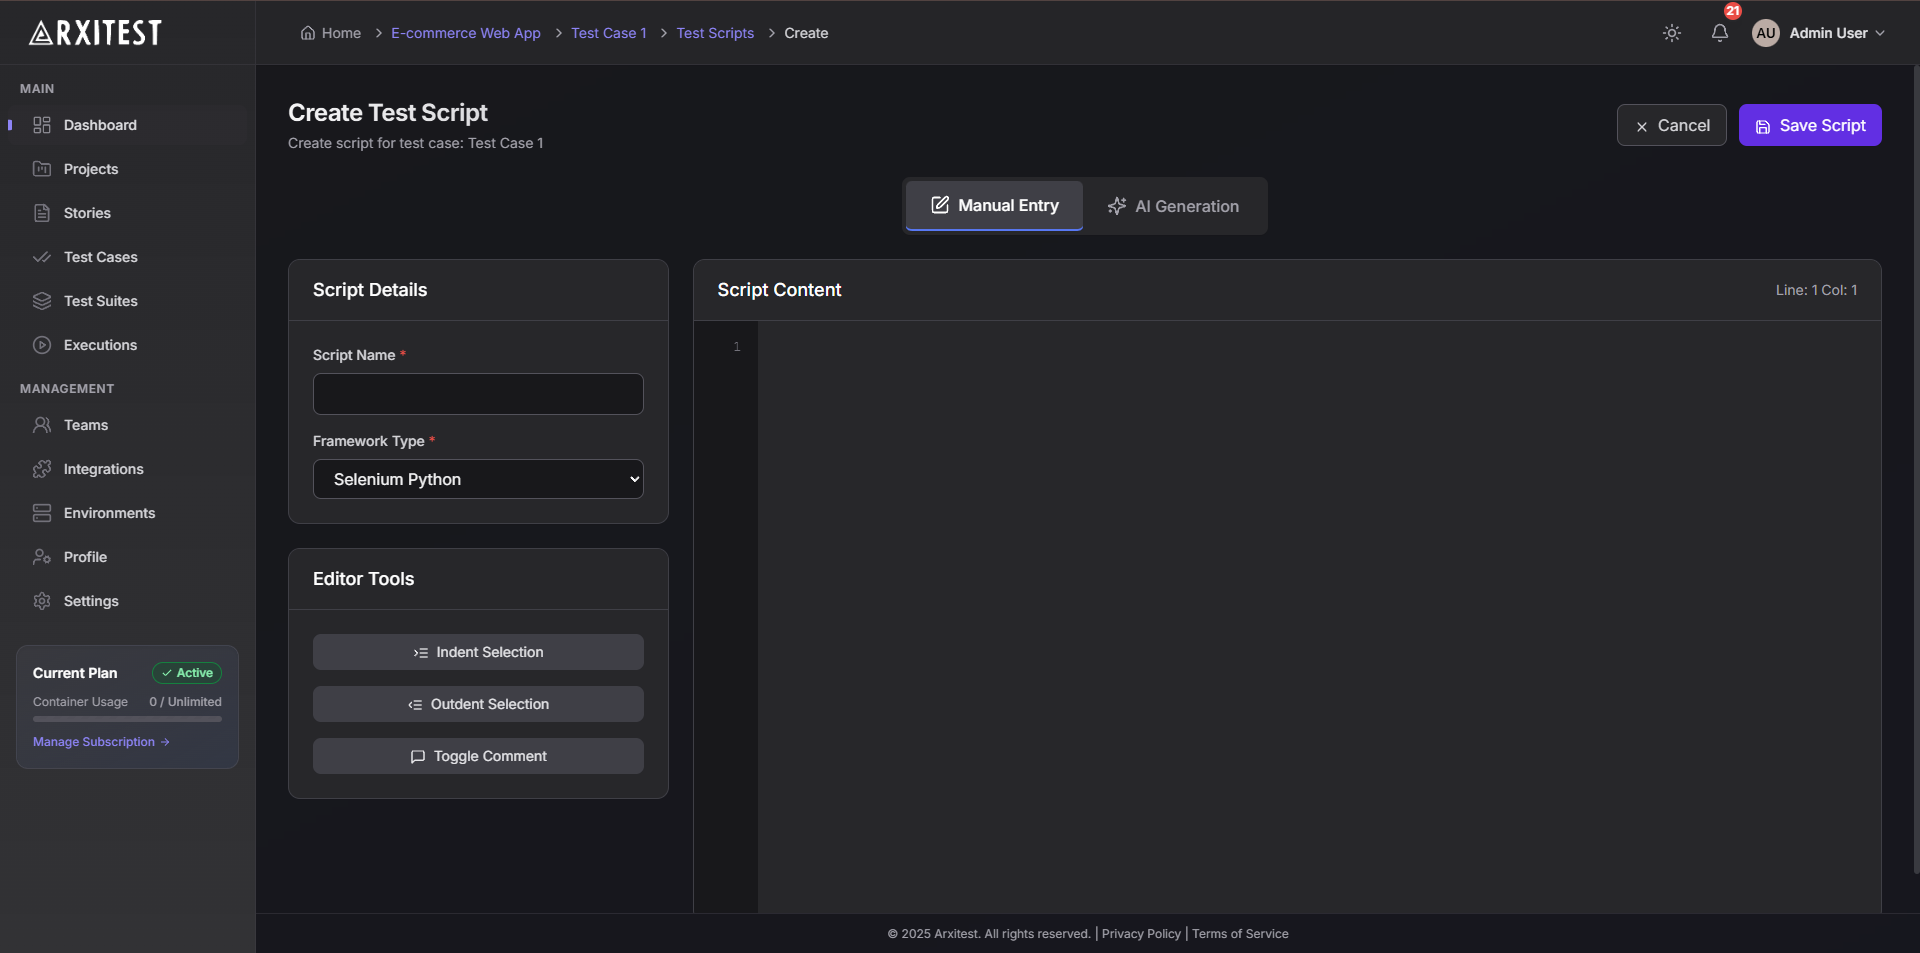 ARXITEST
Home > E-commerce Web App > Test Case 1 > Test Scripts > Create
21
AU Admin User
MAIN
Dashboard
Projects
Stories
Test Cases
Test Suites
Executions
MANAGEMENT
Teams
Integrations
Environments
Profile
Settings
Current Plan
Active
Container Usage 0 / Unlimited
Manage Subscription →
Create Test Script
Create script for test case: Test Case 1
Cancel
Save Script
Manual Entry
AI Generation
Script Details
Script Name *
Framework Type *
Selenium Python
Editor Tools
Indent Selection
Outdent Selection
Toggle Comment
Script Content
Line: 1 Col: 1
1
© 2025 Arxitest. All rights reserved. | Privacy Policy | Terms of Service